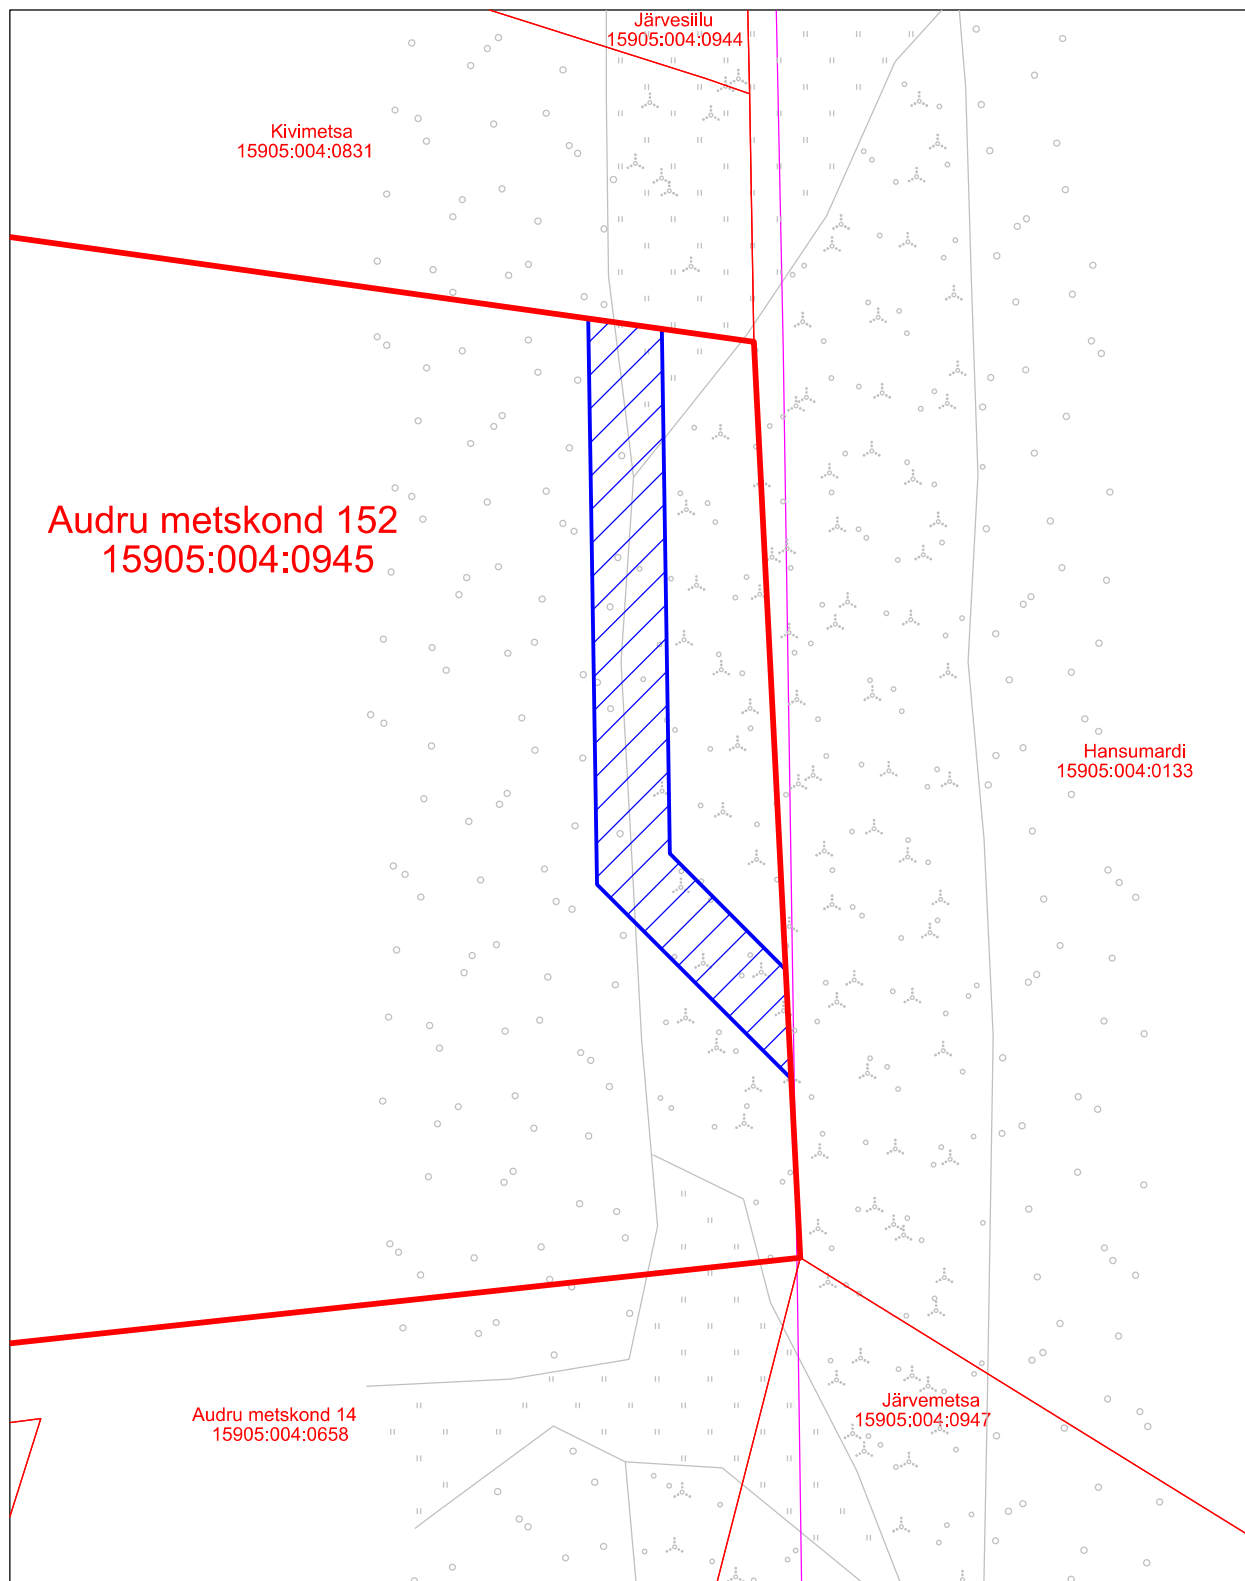 Järvesiilu
15905:004:0944
Kivimetsa
15905:004:0831
Audru metskond 152
15905:004:0945
Hansumardi
15905:004:0133
Järvemetsa
15905:004:0947
Audru metskond 14
15905:004:0658